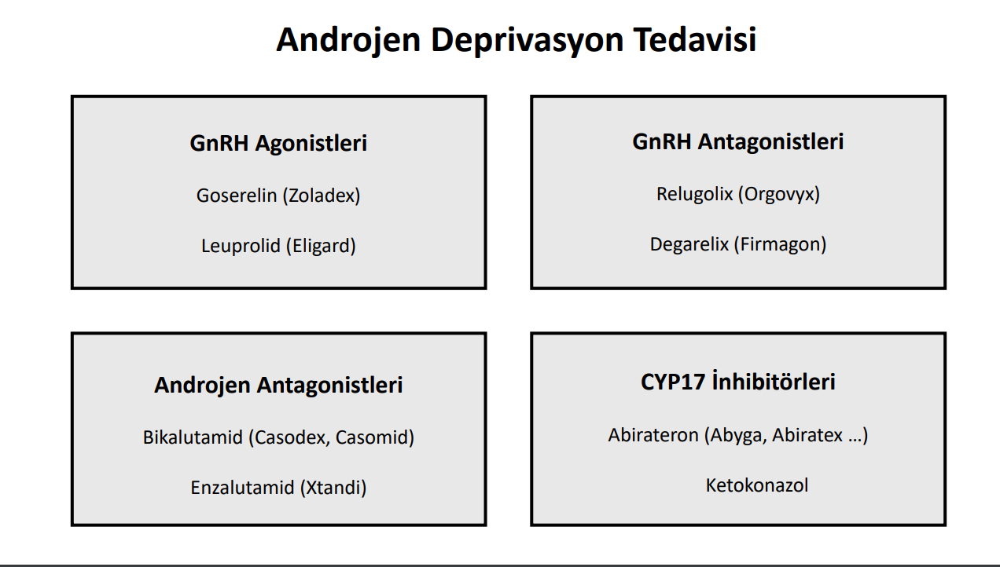 Androjen Deprivasyon Tedavisi
GnRH Agonistleri
Goserelin (Zoladex)
Leuprolid (Eligard)
GnRH Antagonistleri
Relugolix (Orgovyx)
Degarelix (Firmagon)
Androjen Antagonistleri
Bikalutamid (Casodex, Casomid)
Enzalutamid (Xtandi)
CYP17 İnhibitörleri
Abirateron (Abyga, Abiratex ...)
Ketokonazol